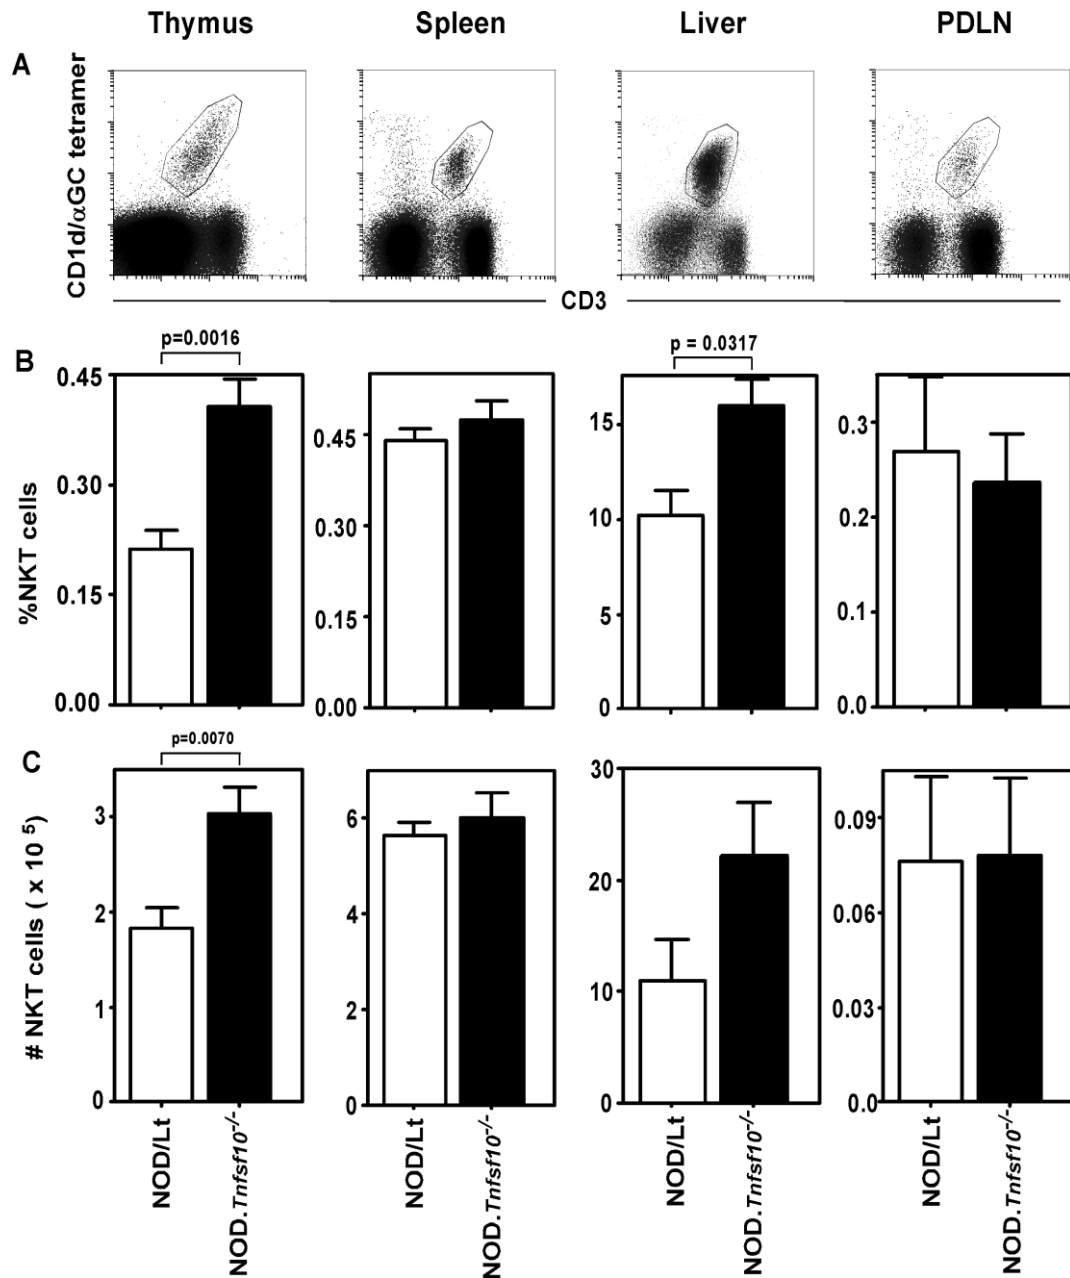 Thymus Spleen Liver PDLN
A
CD1d/αGC tetramer
CD3
B
p=0.0016
p = 0.0317
%NKT cells
0.45
0.30
0.15
0.00
0.45
0.30
0.15
0.00
15
10
5
0
0.3
0.2
0.1
0.0
C
p=0.0070
# NKT cells ( x 10 5)
3
2
1
0
6
4
2
0
30
20
10
0
0.09
0.06
0.03
0.0
NOD/Lt
NOD.Tnfsf10-/-
NOD/Lt
NOD.Tnfsf10-/-
NOD/Lt
NOD.Tnfsf10-/-
NOD/Lt
NOD.Tnfsf10-/-